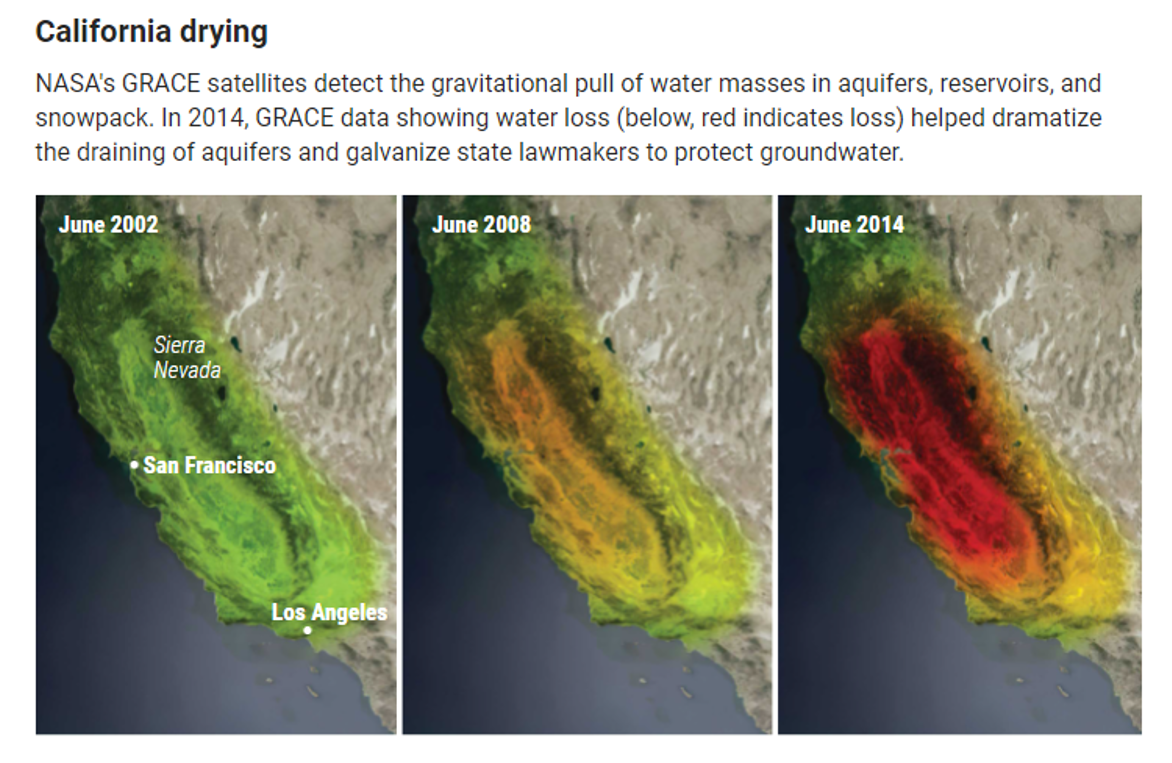 California drying
NASA's GRACE satellites detect the gravitational pull of water masses in aquifers, reservoirs, and
snowpack. In 2014, GRACE data showing water loss (below, red indicates loss) helped dramatize
the draining of aquifers and galvanize state lawmakers to protect groundwater.
June 2002
June 2008
June 2014
Sierra
Nevada
San Francisco
Los Angeles